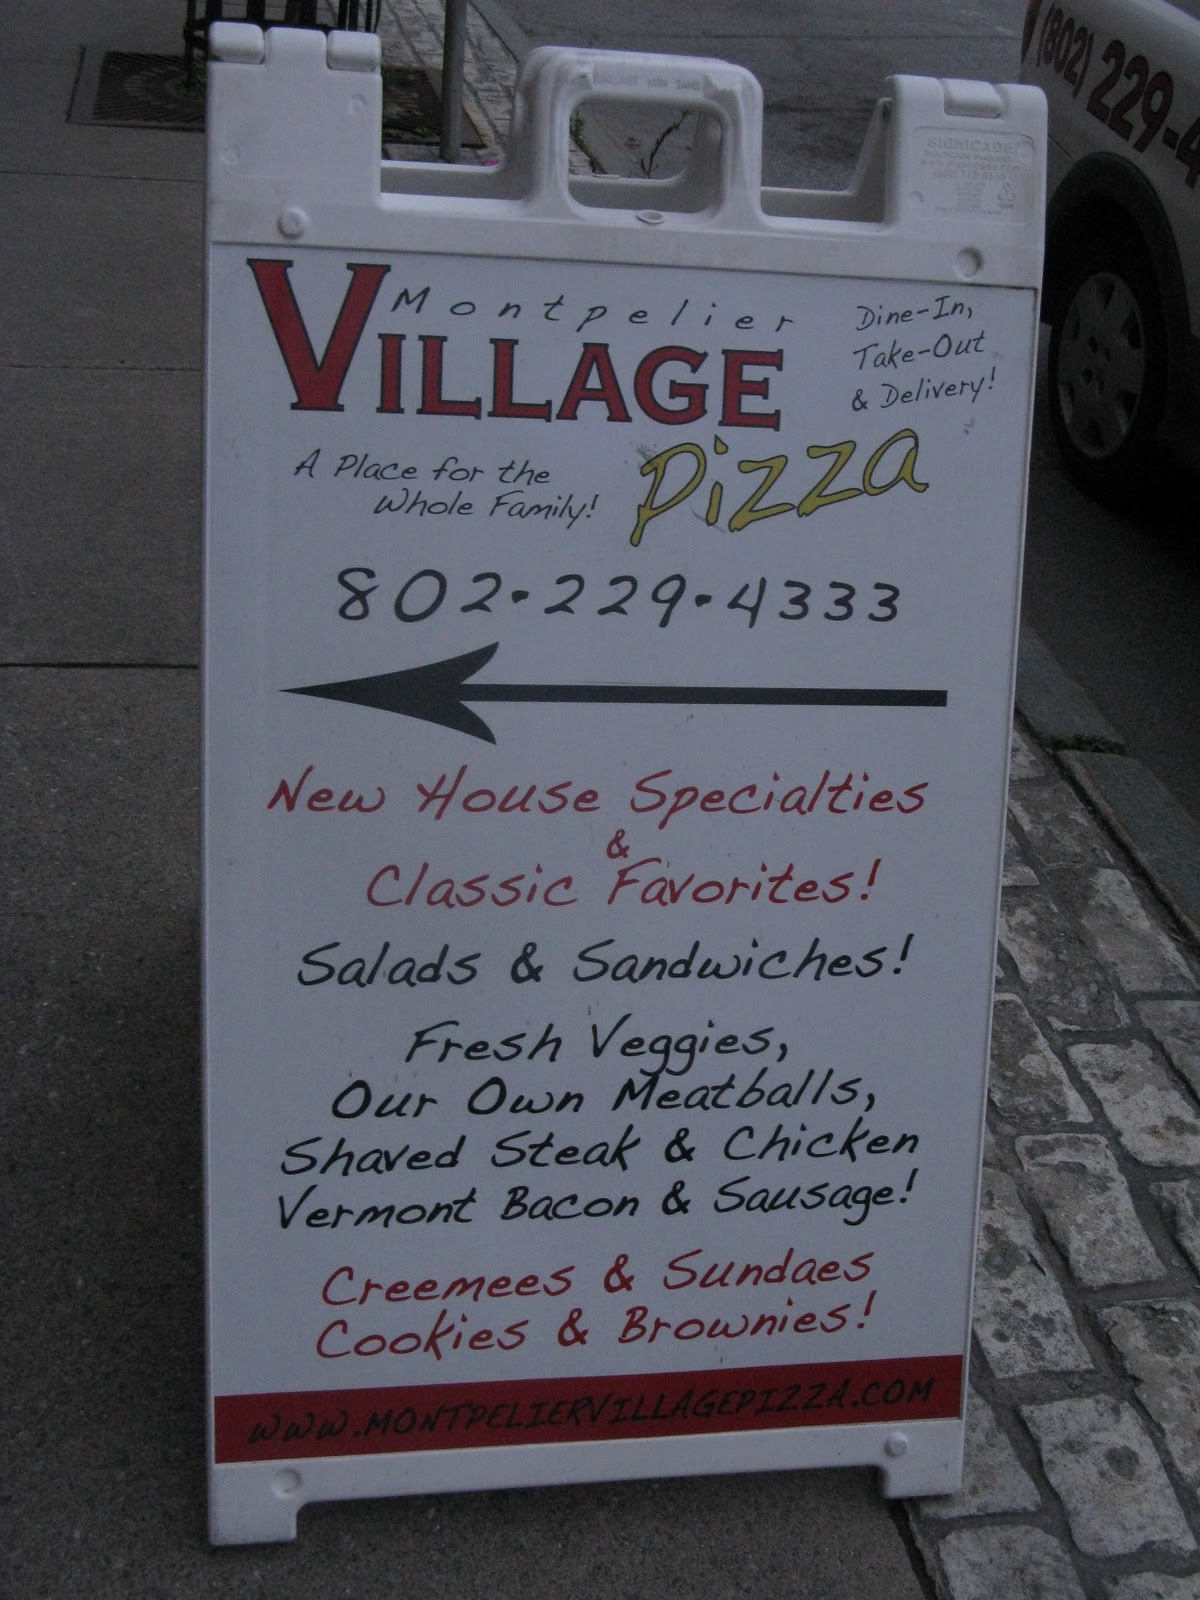 (802) 229-4
SIGNICADE
Montpelier
VILLAGE
Pizza
Dine-In,
Take-Out
& Delivery!
A Place for the
Whole Family!
802·229·4333
New House Specialties
&
Classic Favorites!
Salads & Sandwiches!
Fresh Veggies,
Our Own Meatballs,
Shaved Steak & Chicken
Vermont Bacon & Sausage!
Creemees & Sundaes
Cookies & Brownies!
WWW.MONTPELIERVILLAGEPIZZA.COM